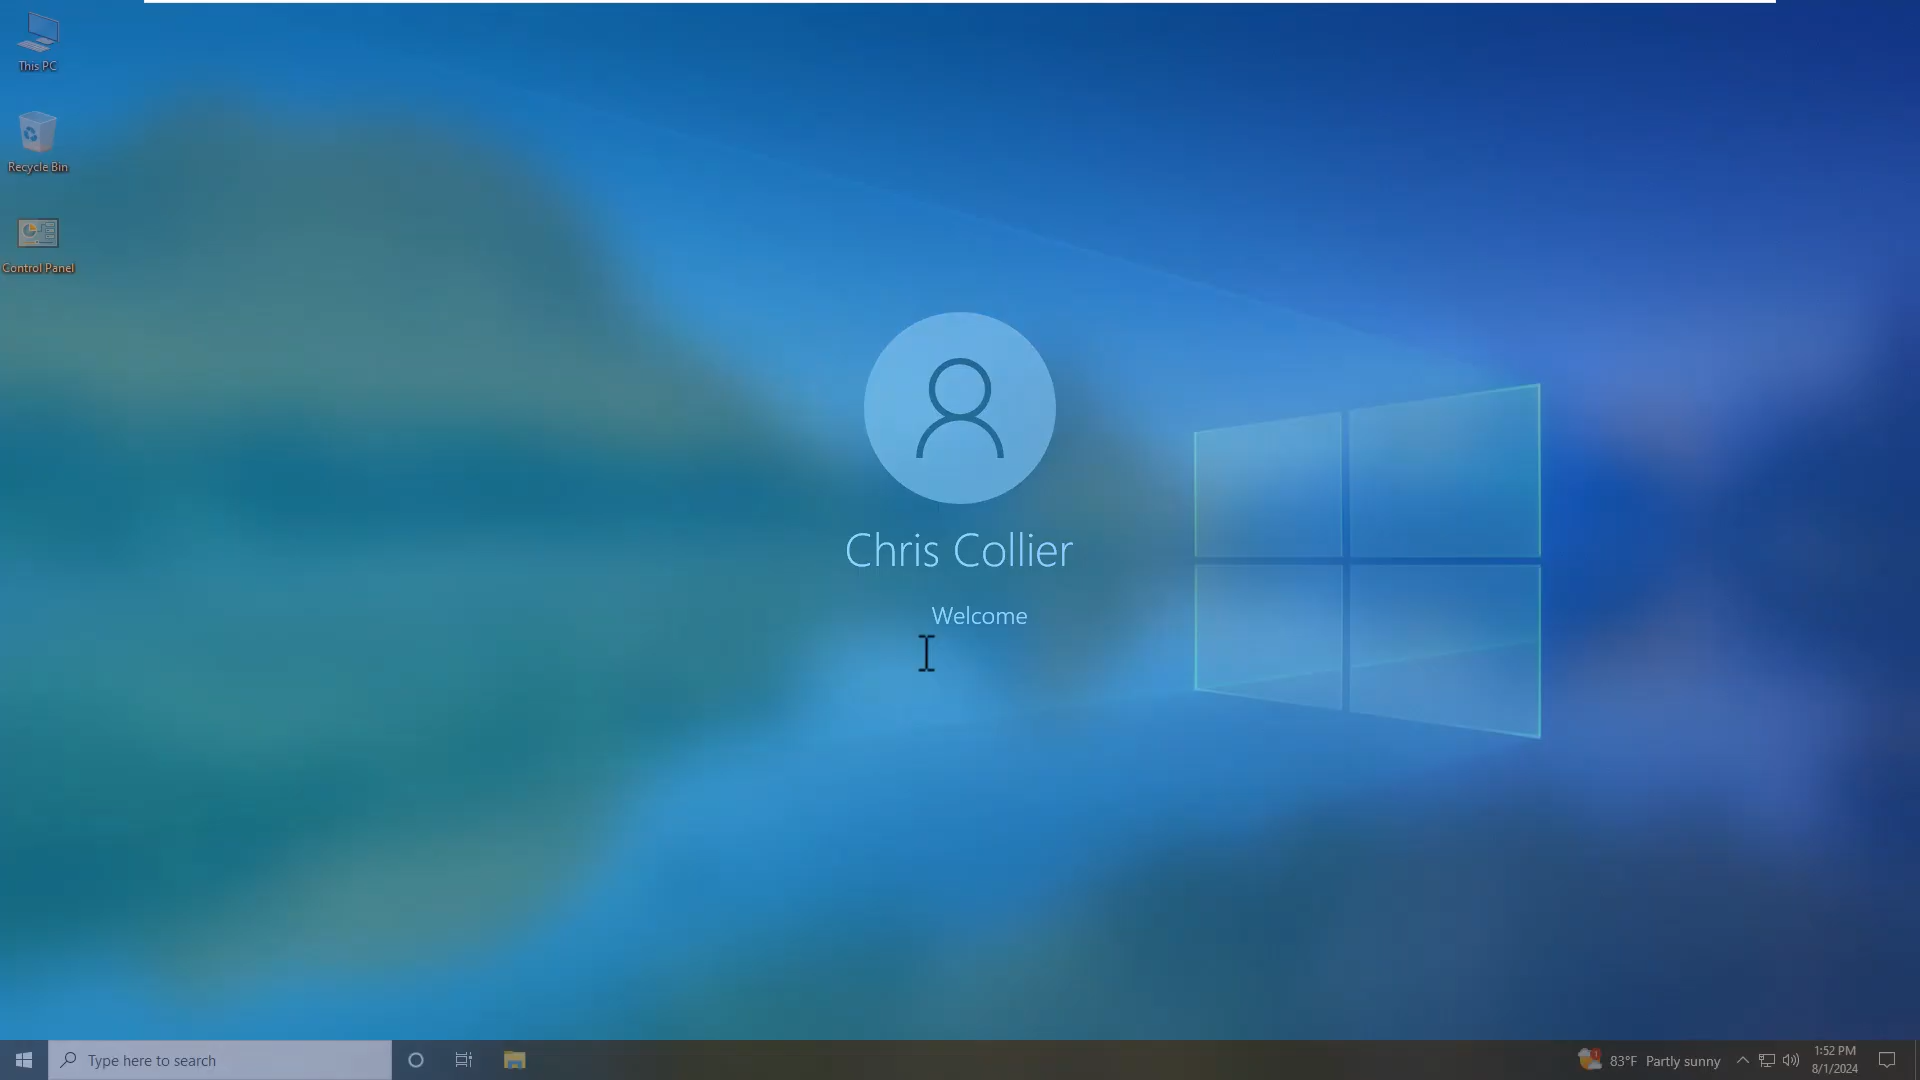 This PC
Recycle Bin
Control Panel
Chris Collier
Welcome
Type here to search
83°F Partly sunny
1:52 PM
8/1/2024